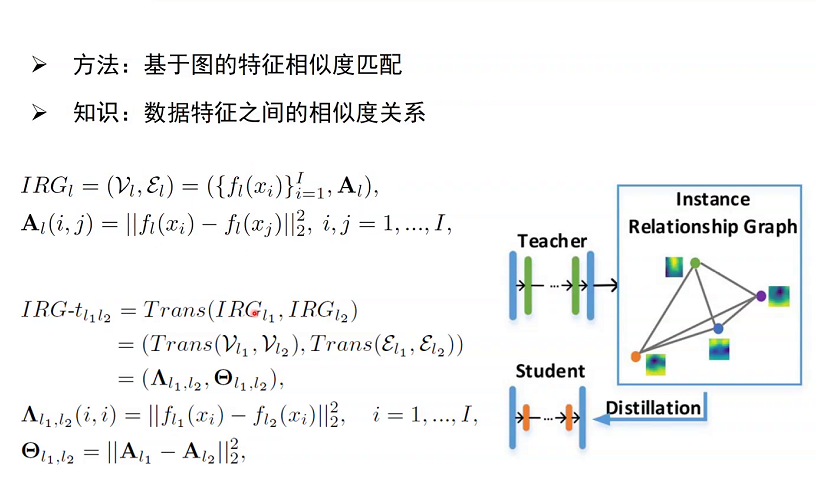 ➢ 方法：基于图的特征相似度匹配
➢ 知识：数据特征之间的相似度关系
$IRG_l = (\mathcal{V}_l, \mathcal{E}_l) = (\{f_l(x_i)\}_{i=1}^{I}, \mathbf{A}_l),$
$\mathbf{A}_l(i,j) = ||f_l(x_i) - f_l(x_j)||_2^2, \; i,j = 1,...,I,$
$IRG\text{-}t_{l_1 l_2} = Trans(IRG_{l_1}, IRG_{l_2})$
$= (Trans(\mathcal{V}_{l_1}, \mathcal{V}_{l_2}), Trans(\mathcal{E}_{l_1}, \mathcal{E}_{l_2}))$
$= (\mathbf{\Lambda}_{l_1,l_2}, \mathbf{\Theta}_{l_1,l_2}),$
$\mathbf{\Lambda}_{l_1,l_2}(i,i) = ||f_{l_1}(x_i) - f_{l_2}(x_i)||_2^2, \quad i = 1,...,I,$
$\mathbf{\Theta}_{l_1,l_2} = ||\mathbf{A}_{l_1} - \mathbf{A}_{l_2}||_2^2,$
Instance
Relationship Graph
Teacher
...
Student
...
Distillation